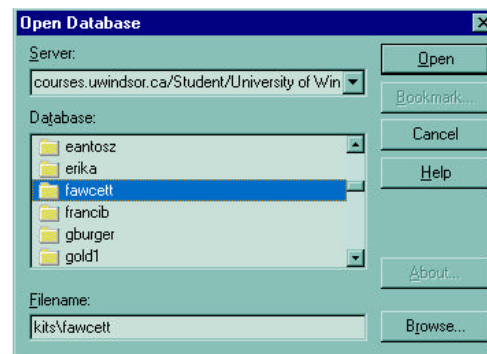 Open Database
Server:
courses.uwindsor.ca/Student/University of Win
Database:
eantosz
erika
fawcett
francib
gburger
gold1
Filename:
kits\fawcett
Open
Bookmark...
Cancel
Help
About...
Browse...